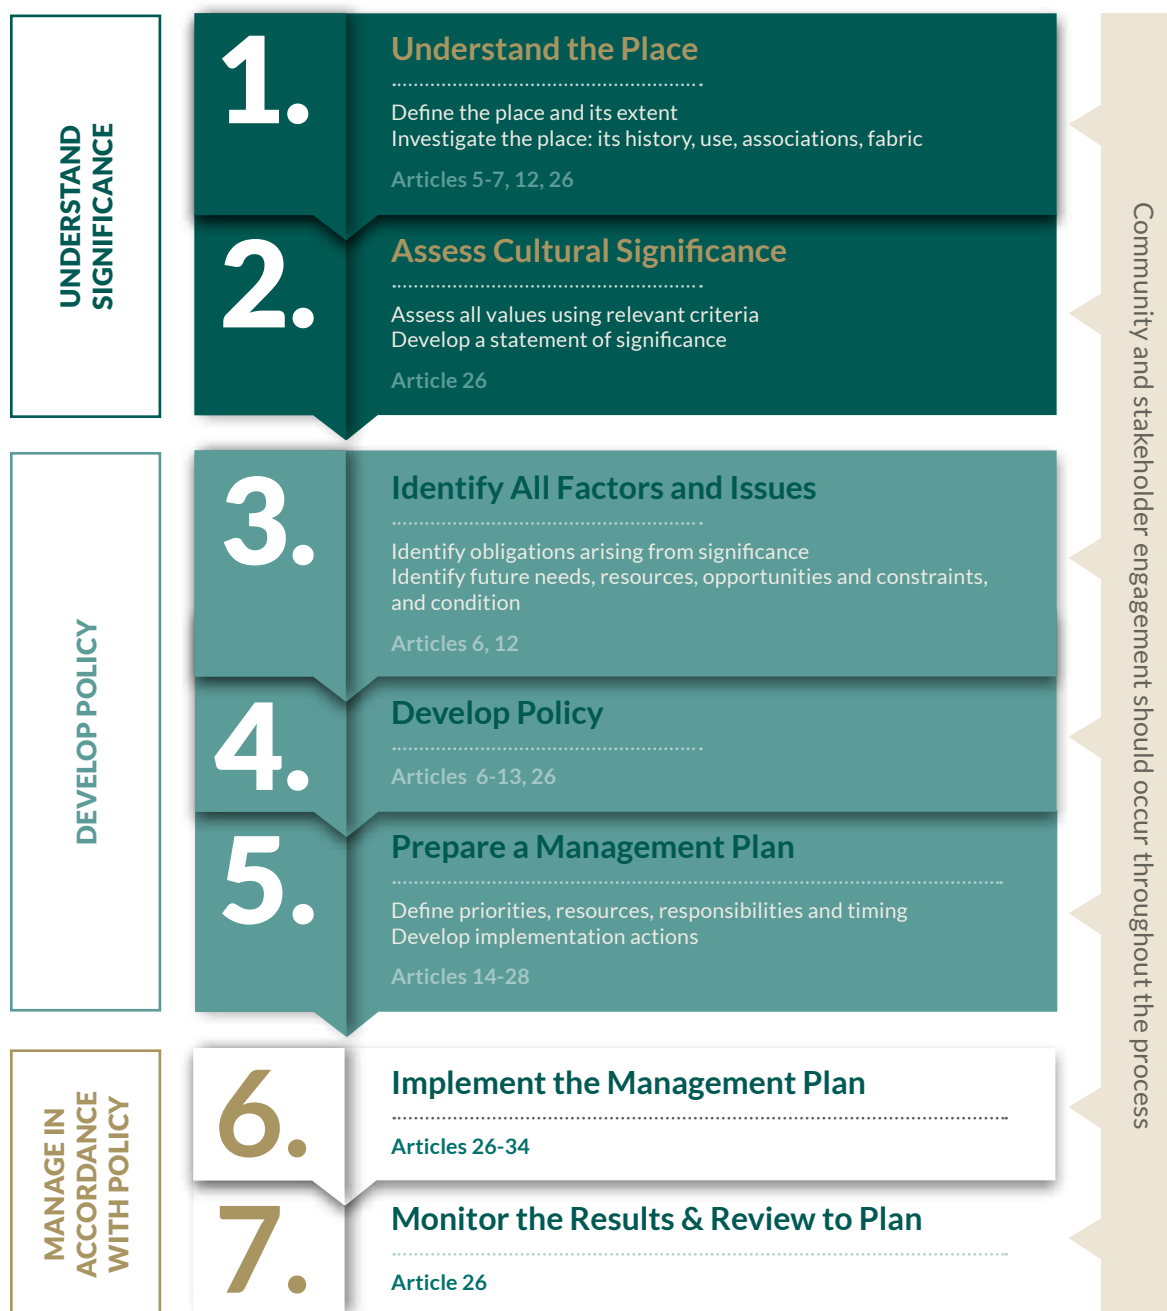 UNDERSTAND
SIGNIFICANCE
1.
Understand the Place
Define the place and its extent
Investigate the place: its history, use, associations, fabric
Articles 5-7, 12, 26
2.
Assess Cultural Significance
Assess all values using relevant criteria
Develop a statement of significance
Article 26
DEVELOP POLICY
3.
Identify All Factors and Issues
Identify obligations arising from significance
Identify future needs, resources, opportunities and constraints,
and condition
Articles 6, 12
4.
Develop Policy
Articles 6-13, 26
5.
Prepare a Management Plan
Define priorities, resources, responsibilities and timing
Develop implementation actions
Articles 14-28
MANAGE IN
ACCORDANCE
WITH POLICY
6.
Implement the Management Plan
Articles 26-34
7.
Monitor the Results & Review to Plan
Article 26
Community and stakeholder engagement should occur throughout the process